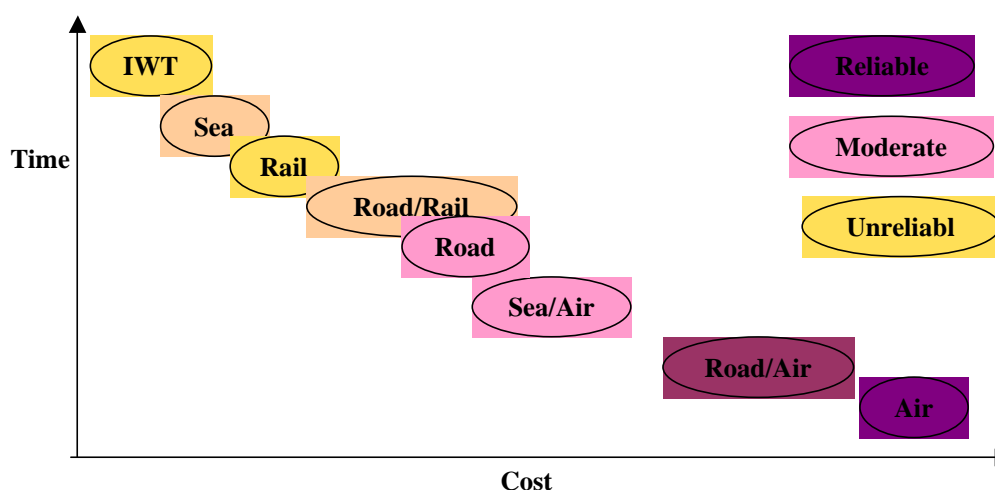 IWT
Reliable
Sea
Moderate
Time
Rail
Road/Rail
Unreliabl
Road
Sea/Air
Road/Air
Air
Cost